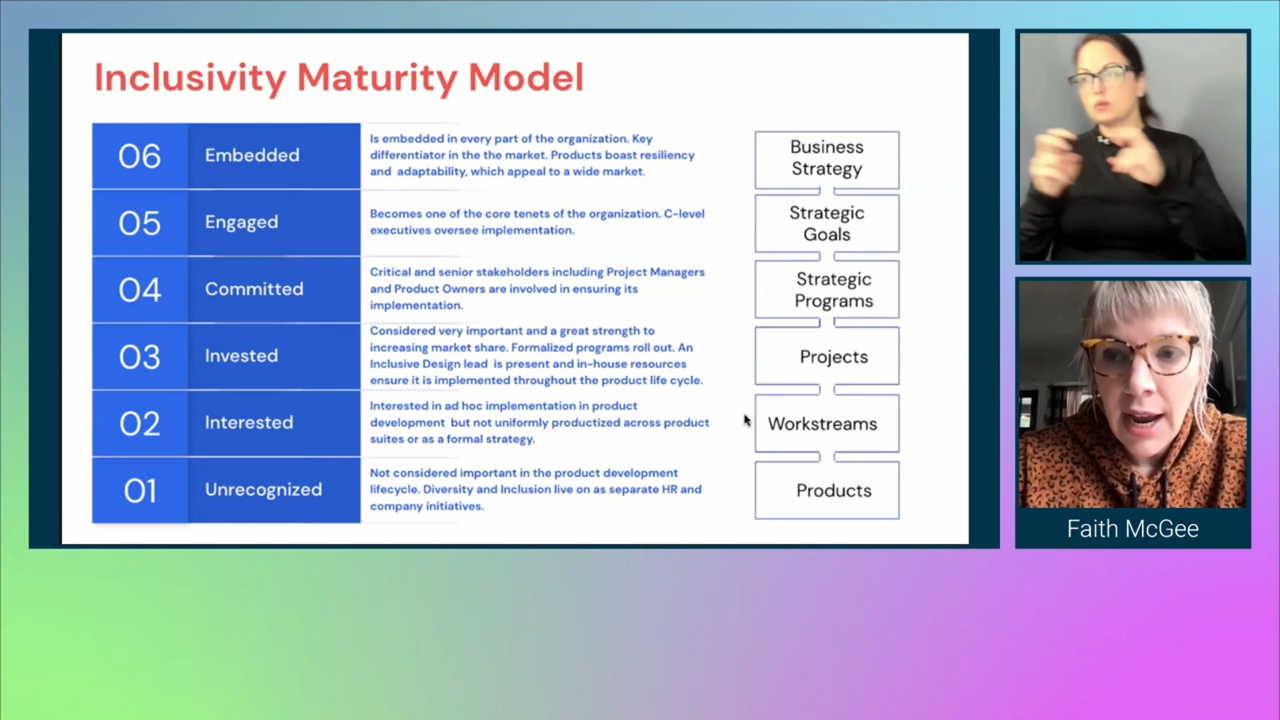 Inclusivity Maturity Model
06
Embedded
Is embedded in every part of the organization. Key
differentiator in the the market. Products boast resiliency
and adaptability, which appeal to a wide market.
Business
Strategy
05
Engaged
Becomes one of the core tenets of the organization. C-level
executives oversee implementation.
Strategic
Goals
04
Committed
Critical and senior stakeholders including Project Managers
and Product Owners are involved in ensuring its
implementation.
Strategic
Programs
03
Invested
Considered very important and a great strength to
increasing market share. Formalized programs roll out. An
Inclusive Design lead is present and in-house resources
ensure it is implemented throughout the product life cycle.
Projects
02
Interested
Interested in ad hoc implementation in product
development but not uniformly productized across product
suites or as a formal strategy.
Workstreams
01
Unrecognized
Not considered important in the product development
lifecycle. Diversity and Inclusion live on as separate HR and
company initiatives.
Products
Faith McGee